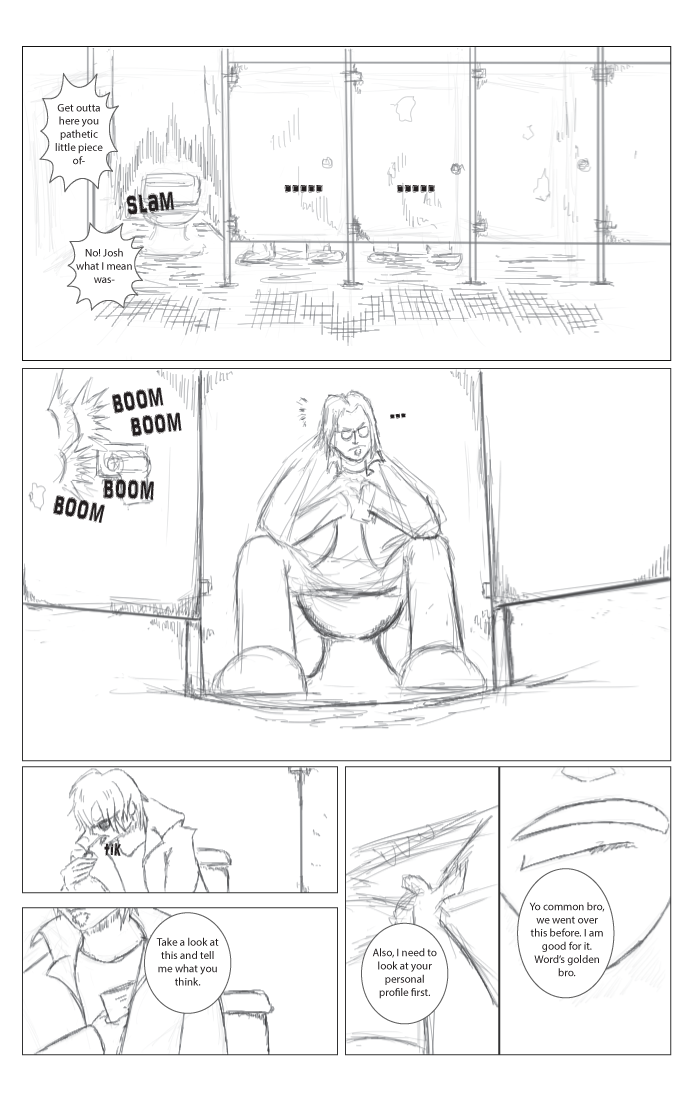 Get outta
here you
pathetic
little piece
of-
SLAM
No! Josh
what I mean
was-
.....
.....
BOOM
BOOM
BOOM
BOOM
...
tik
Take a look at
this and tell
me what you
think.
Also, I need to
look at your
personal
profile first.
Yo common bro,
we went over
this before. I am
good for it.
Word's golden
bro.